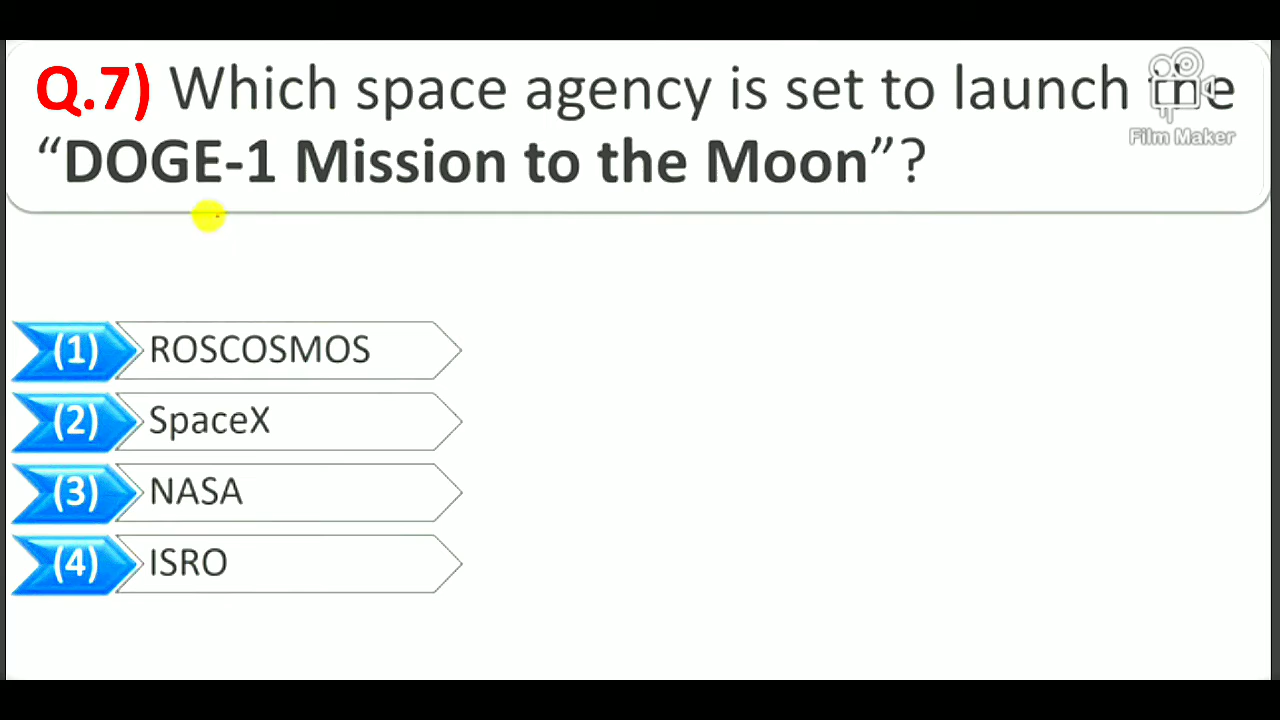 Q.7) Which space agency is set to launch the
“DOGE-1 Mission to the Moon”?
Film Maker
(1) ROSCOSMOS
(2) SpaceX
(3) NASA
(4) ISRO